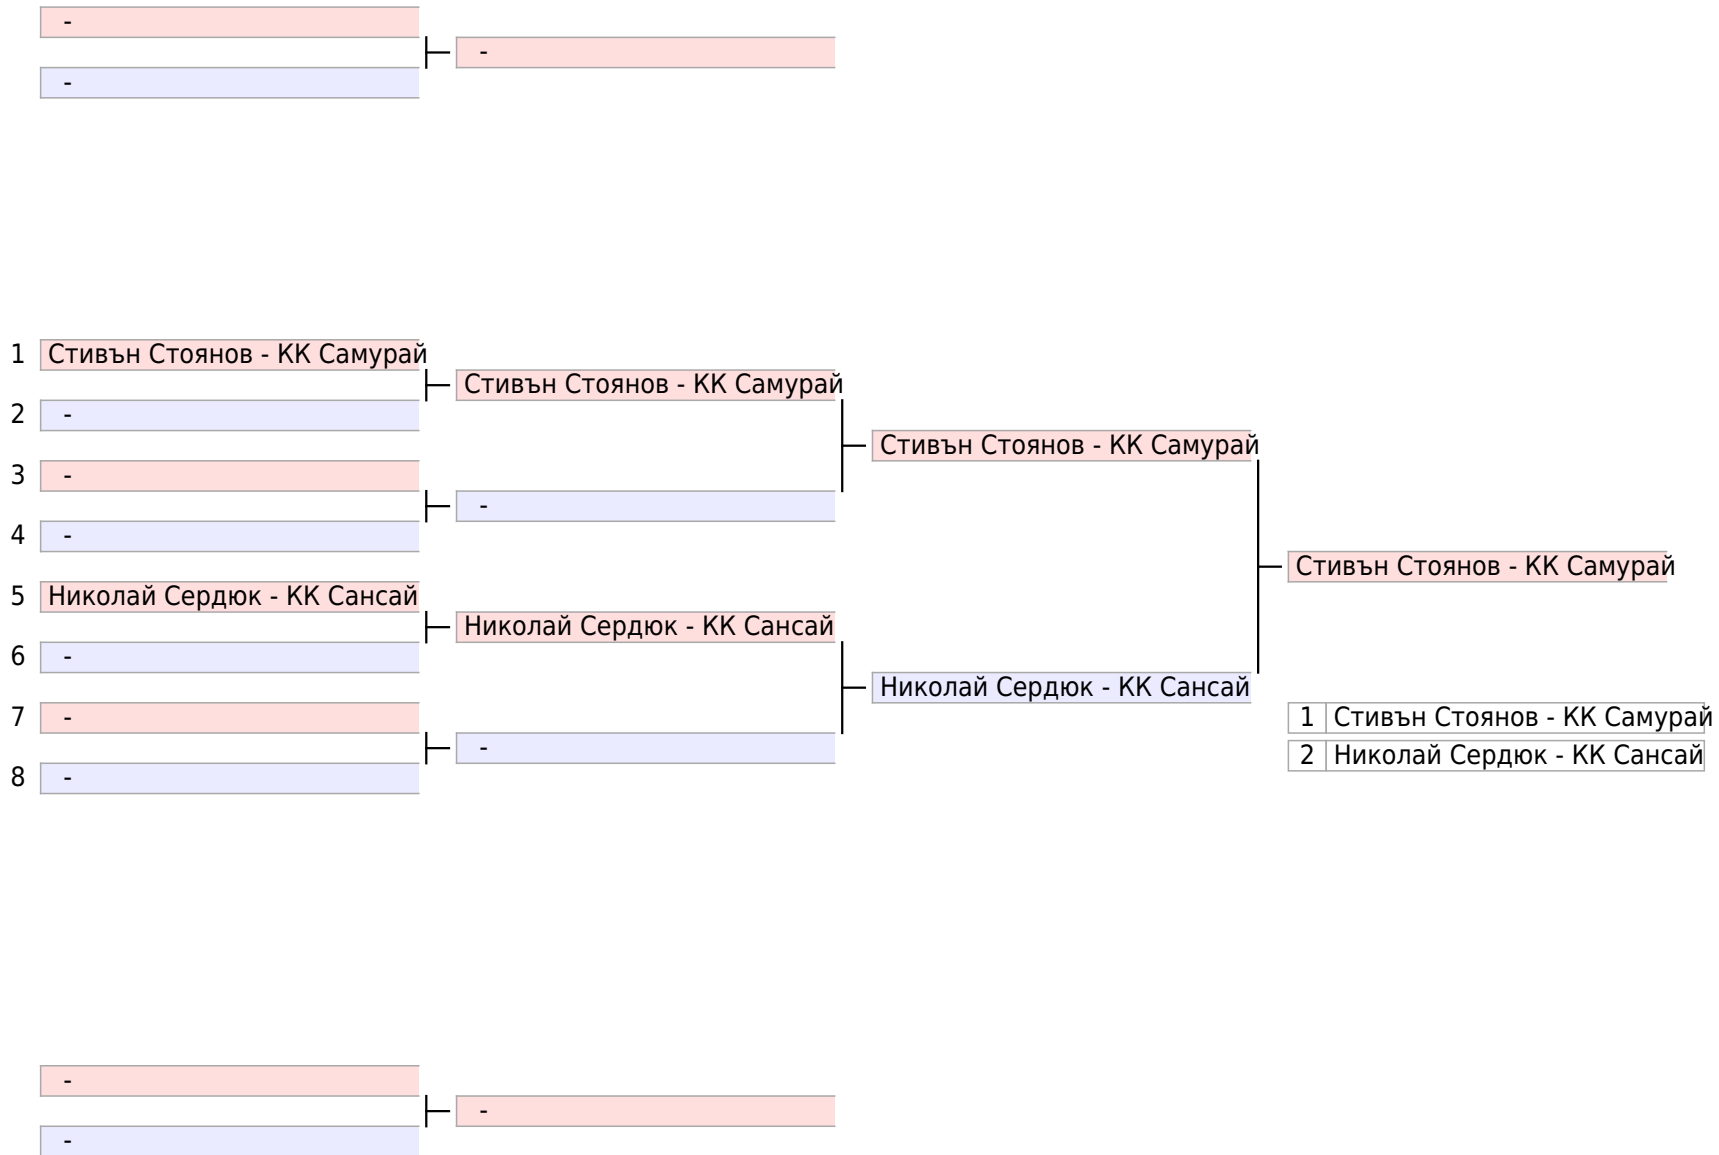 -
-
-
1 Стивън Стоянов - КК Самурай
Стивън Стоянов - КК Самурай
2 -
Стивън Стоянов - КК Самурай
3 -
-
4 -
Стивън Стоянов - КК Самурай
5 Николай Сердюк - КК Сансай
Николай Сердюк - КК Сансай
6 -
Николай Сердюк - КК Сансай
7 -
1 Стивън Стоянов - КК Самурай
-
2 Николай Сердюк - КК Сансай
8 -
-
-
-